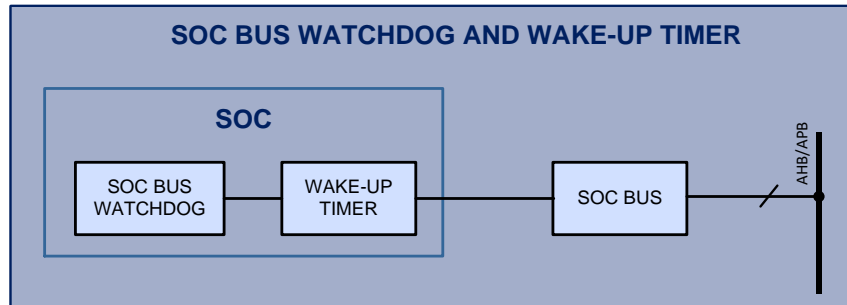 SOC BUS WATCHDOG AND WAKE-UP TIMER
SOC
SOC BUS
WATCHDOG
WAKE-UP
TIMER
SOC BUS
AHB/APB